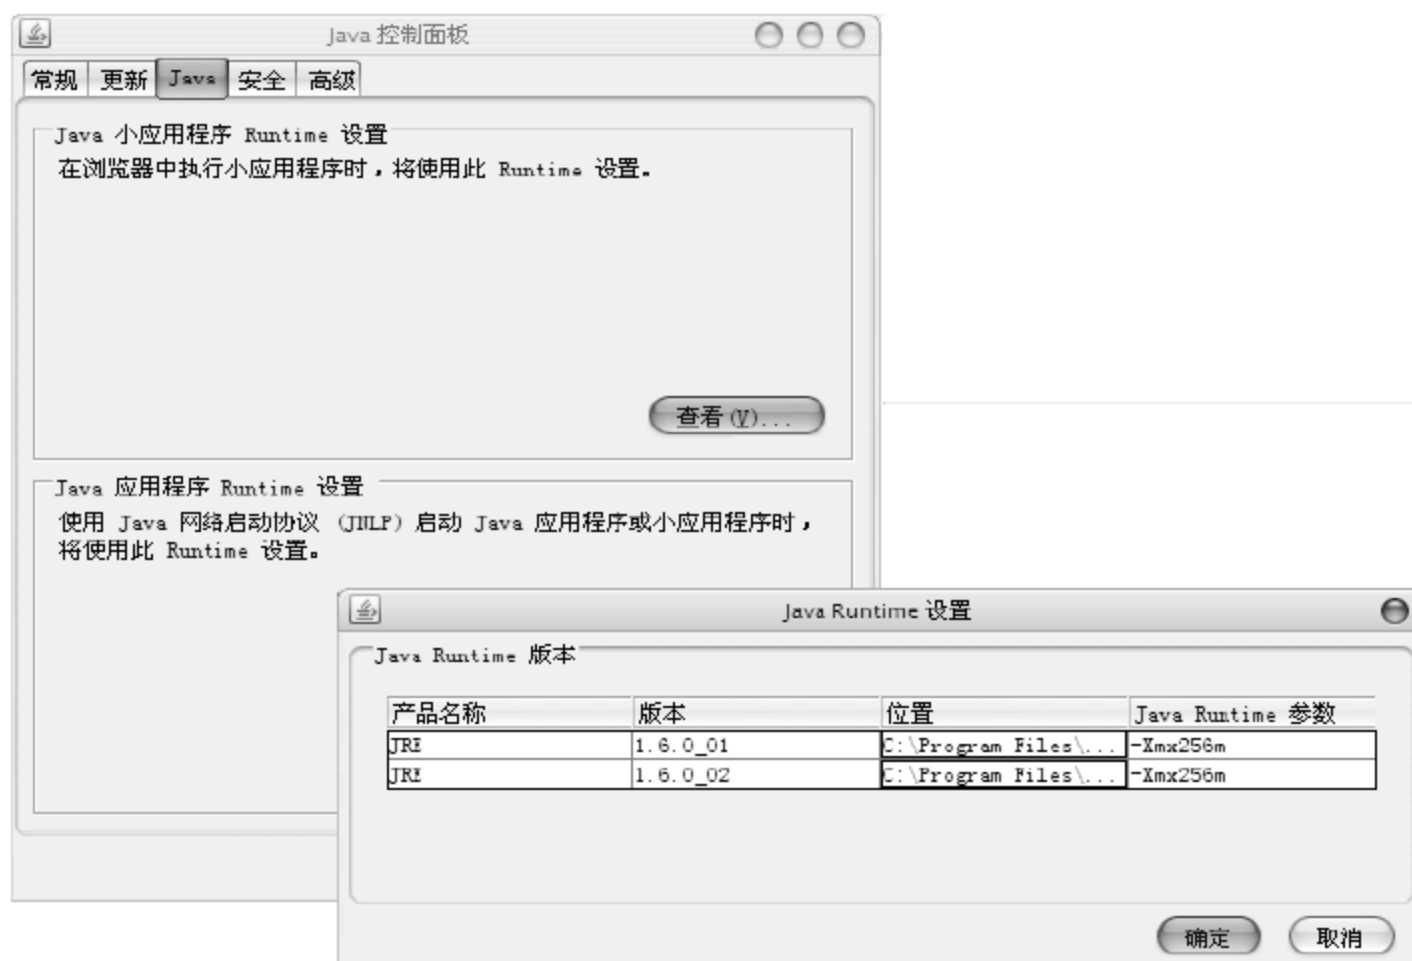 Java 控制面板
常规 更新 Java 安全 高级
Java 小应用程序 Runtime 设置
在浏览器中执行小应用程序时，将使用此 Runtime 设置。
查看(V)...
Java 应用程序 Runtime 设置
使用 Java 网络启动协议 (JNLP) 启动 Java 应用程序或小应用程序时，
将使用此 Runtime 设置。
Java Runtime 设置
Java Runtime 版本
产品名称 版本 位置 Java Runtime 参数
JRE 1.6.0_01 C:\Program Files\... -Xmx256m
JRE 1.6.0_02 C:\Program Files\... -Xmx256m
确定 取消